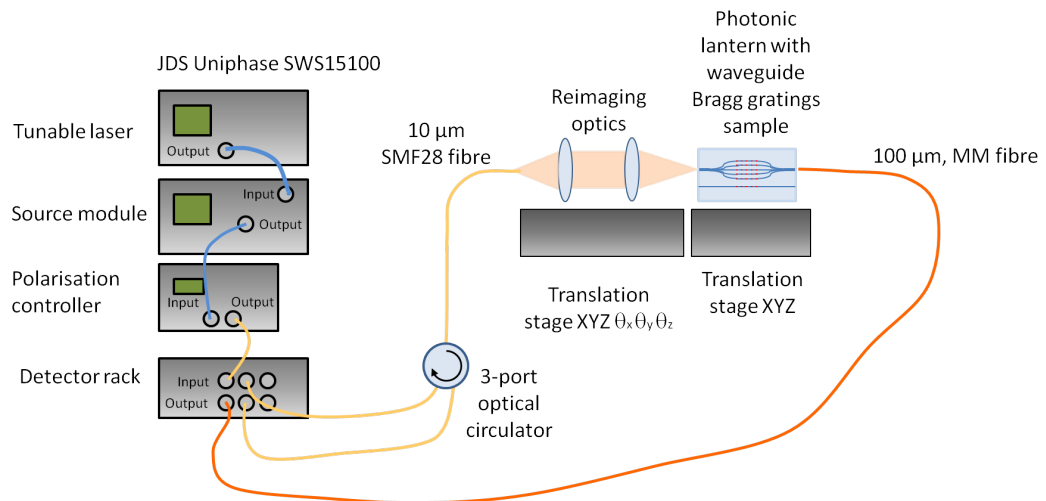 JDS Uniphase SWS15100
Tunable laser
Output
Source module
Input
Output
Polarisation
controller
Input
Output
Detector rack
Input
Output
10 µm
SMF28 fibre
3-port
optical
circulator
Reimaging
optics
Translation
stage XYZ θx θy θz
Photonic
lantern with
waveguide
Bragg gratings
sample
Translation
stage XYZ
100 µm, MM fibre